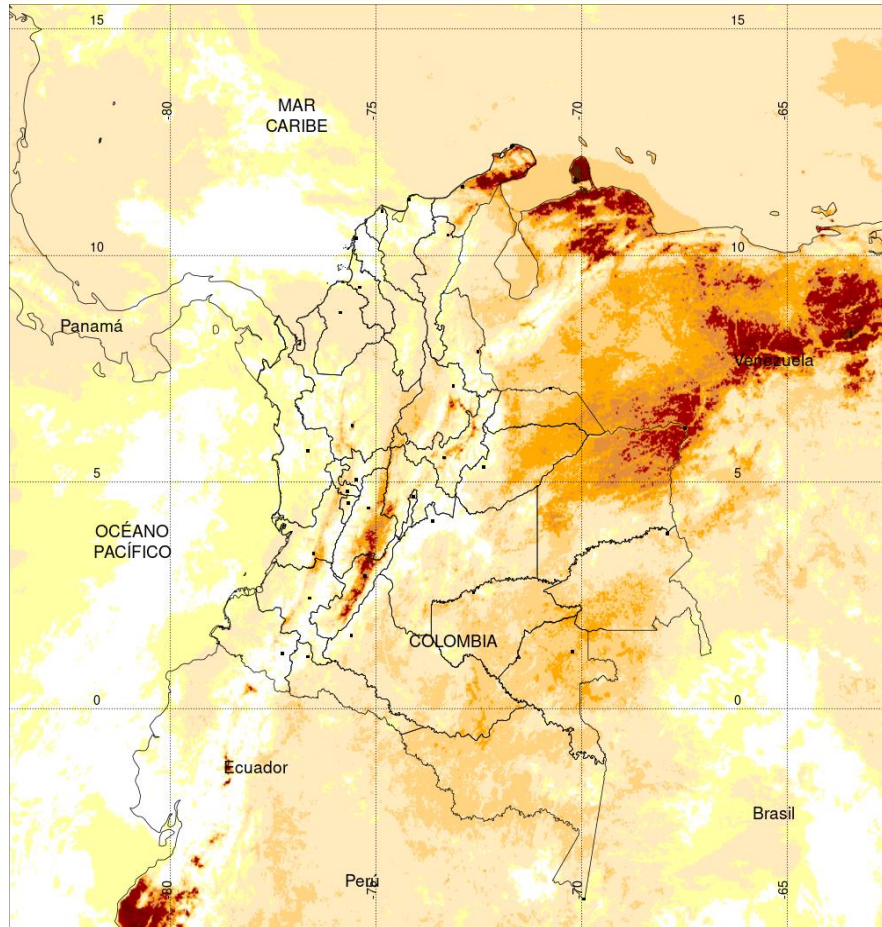 15
15
-80
-75
-70
-65
MAR
CARIBE
10
10
Panamá
Venezuela
5
5
OCÉANO
PACÍFICO
COLOMBIA
0
0
Ecuador
Brasil
Perú
-80
-75
-70
-65